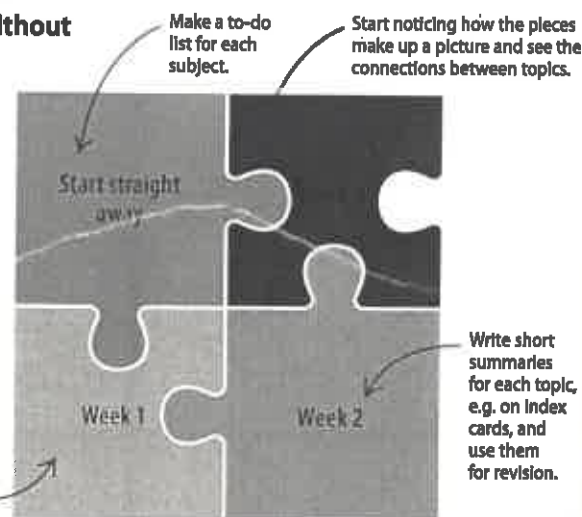 lthout
Make a to-do
list for each
subject.
Start noticing how the pieces
make up a picture and see the
connections between topics.
Start straight
away
Write short
summaries
for each topic,
e.g. on index
cards, and
use them
for revision.
Week 1
Week 2